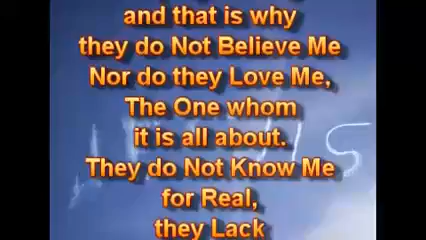 and that is why
they do Not Believe Me
Nor do they Love Me,
The One whom
it is all about.
They do Not Know Me
for Real,
they Lack